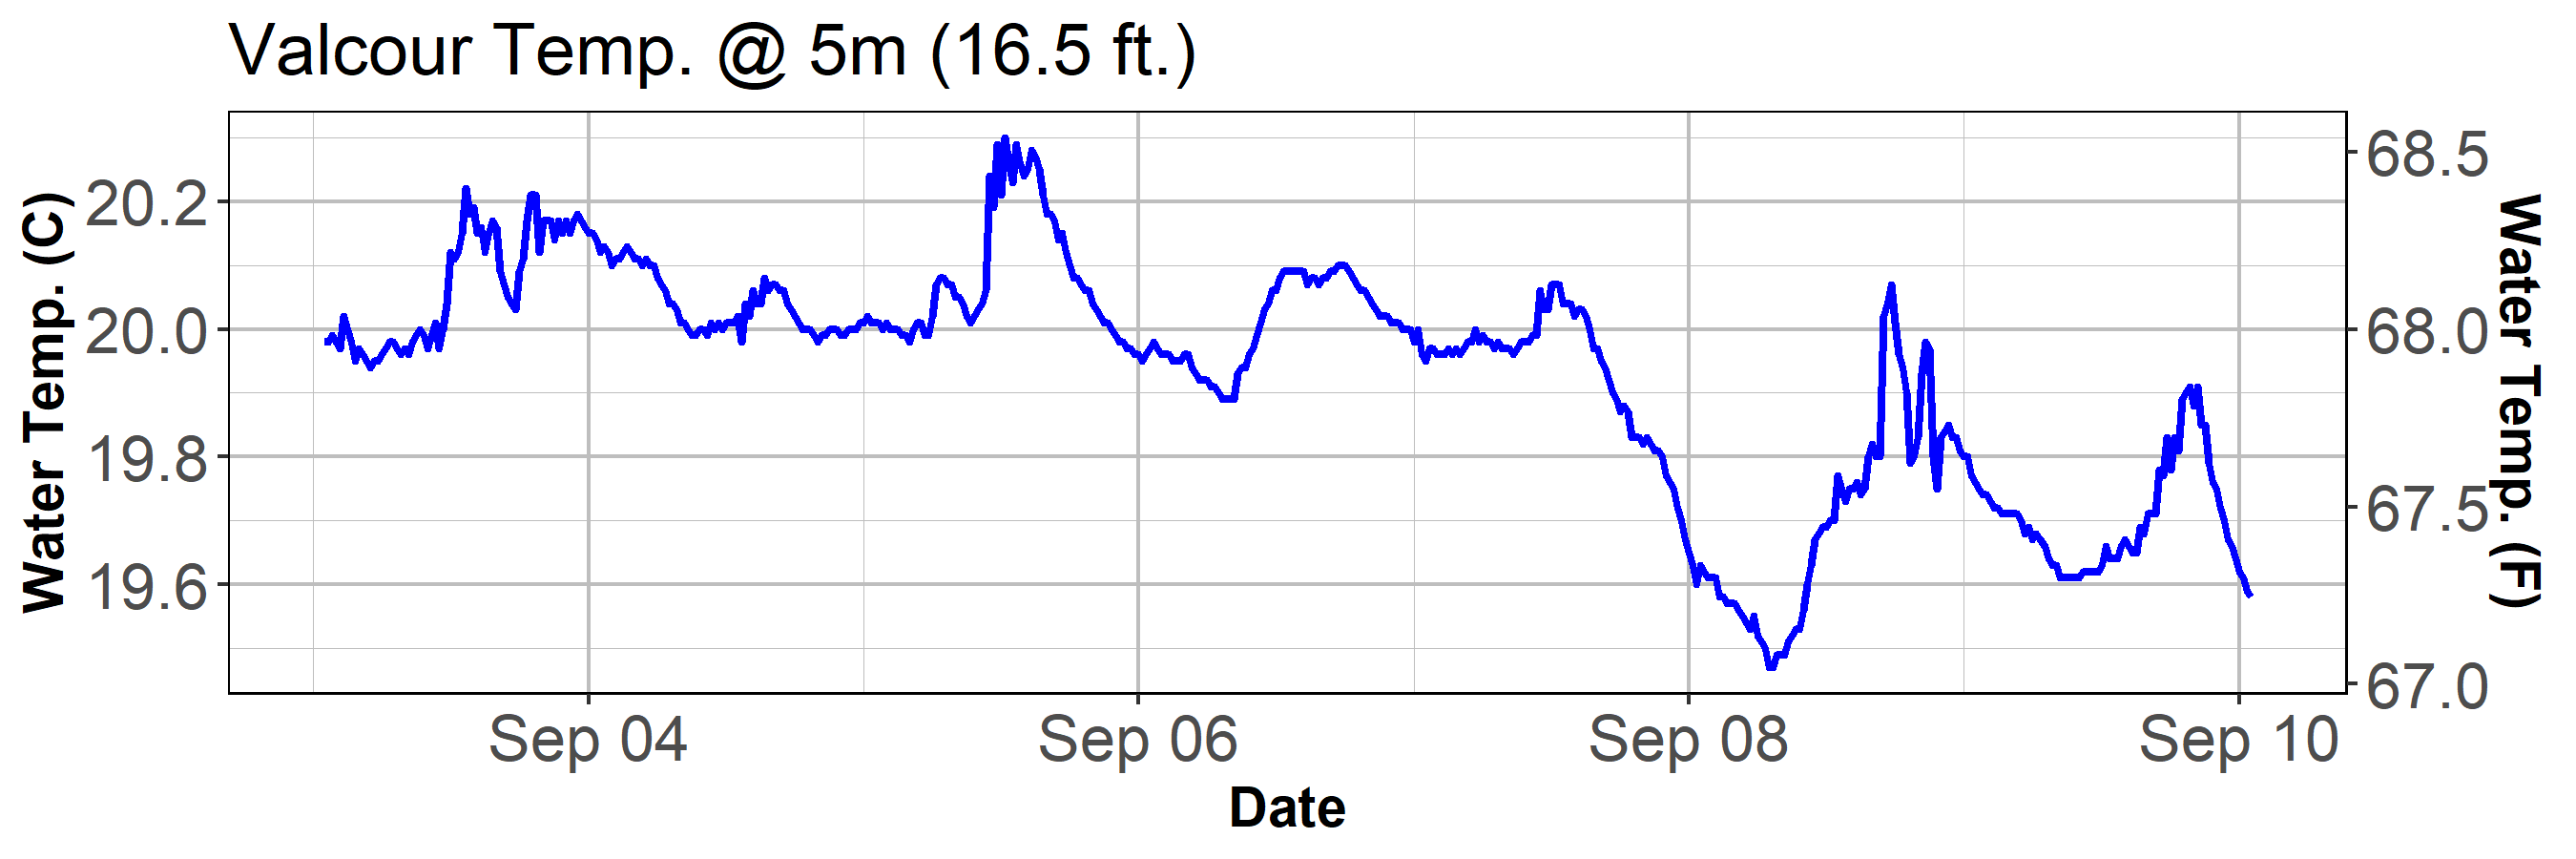 Valcour Temp. @ 5m (16.5 ft.)
Water Temp. (C)
20.2
20.0
19.8
19.6
68.5
68.0
67.5
67.0
Water Temp. (F)
Sep 04 Sep 06 Sep 08 Sep 10
Date